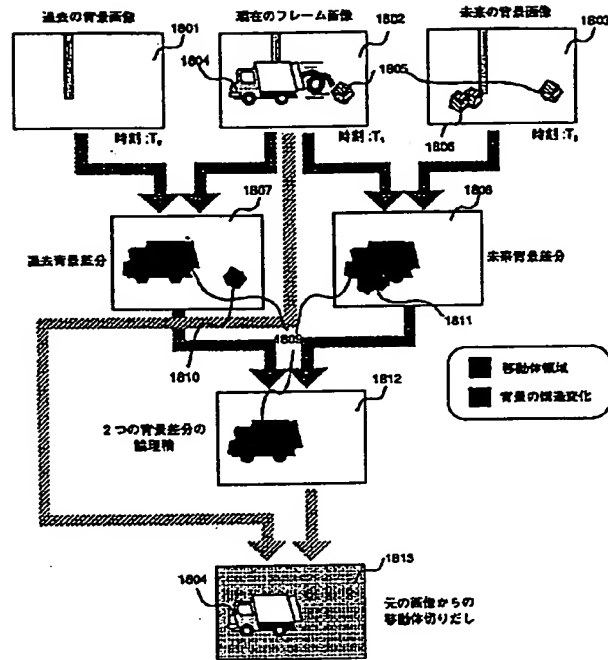 過去の背景画像
1801
現在のフレーム画像
1802
未来の背景画像
1803
1804
1805
1806
時刻:T₀
時刻:T₁
時刻:T₂
1807
1808
過去背景差分
未来背景差分
1811
1809
1810
1812
移動体領域
背景の構造変化
2つの背景差分の
論理積
1813
1804
元の画像からの
移動体切りだし